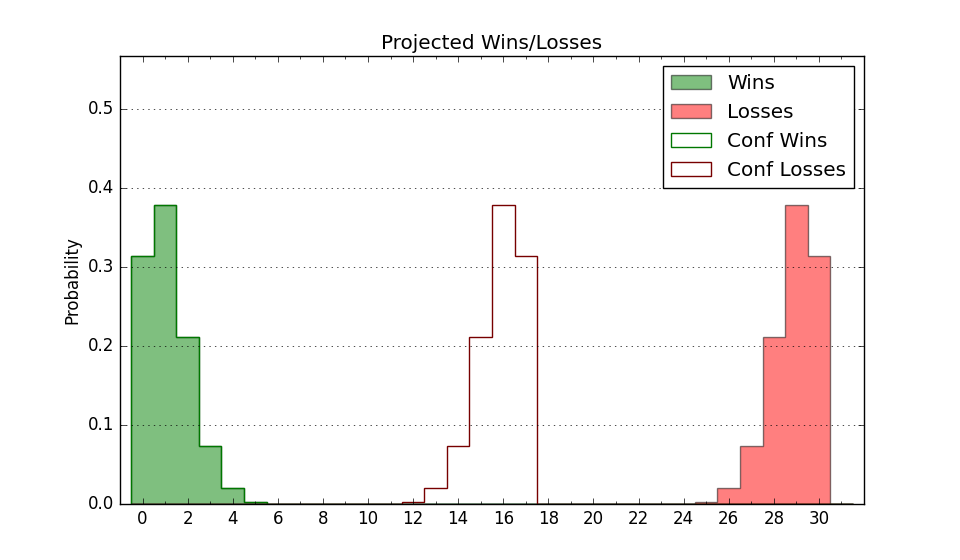 Projected Wins/Losses
Wins
Losses
Conf Wins
Conf Losses
Probability
0.5
0.4
0.3
0.2
0.1
0.0
0 2 4 6 8 10 12 14 16 18 20 22 24 26 28 30